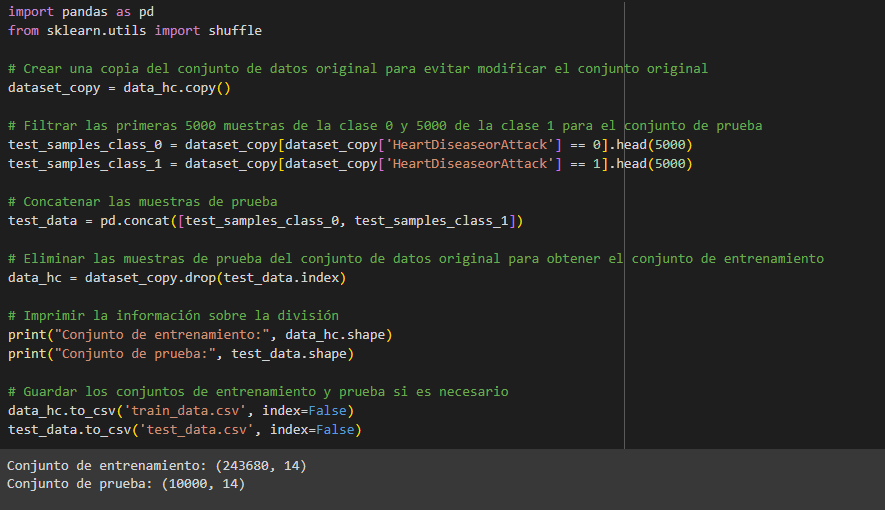 import pandas as pd
from sklearn.utils import shuffle
# Crear una copia del conjunto de datos original para evitar modificar el conjunto original
dataset_copy = data_hc.copy()
# Filtrar las primeras 5000 muestras de la clase 0 y 5000 de la clase 1 para el conjunto de prueba
test_samples_class_0 = dataset_copy[dataset_copy['HeartDiseaseorAttack'] == 0].head(5000)
test_samples_class_1 = dataset_copy[dataset_copy['HeartDiseaseorAttack'] == 1].head(5000)
# Concatenar las muestras de prueba
test_data = pd.concat([test_samples_class_0, test_samples_class_1])
# Eliminar las muestras de prueba del conjunto de datos original para obtener el conjunto de entrenamiento
data_hc = dataset_copy.drop(test_data.index)
# Imprimir la información sobre la división
print("Conjunto de entrenamiento:", data_hc.shape)
print("Conjunto de prueba:", test_data.shape)
# Guardar los conjuntos de entrenamiento y prueba si es necesario
data_hc.to_csv('train_data.csv', index=False)
test_data.to_csv('test_data.csv', index=False)
Conjunto de entrenamiento: (243680, 14)
Conjunto de prueba: (10000, 14)